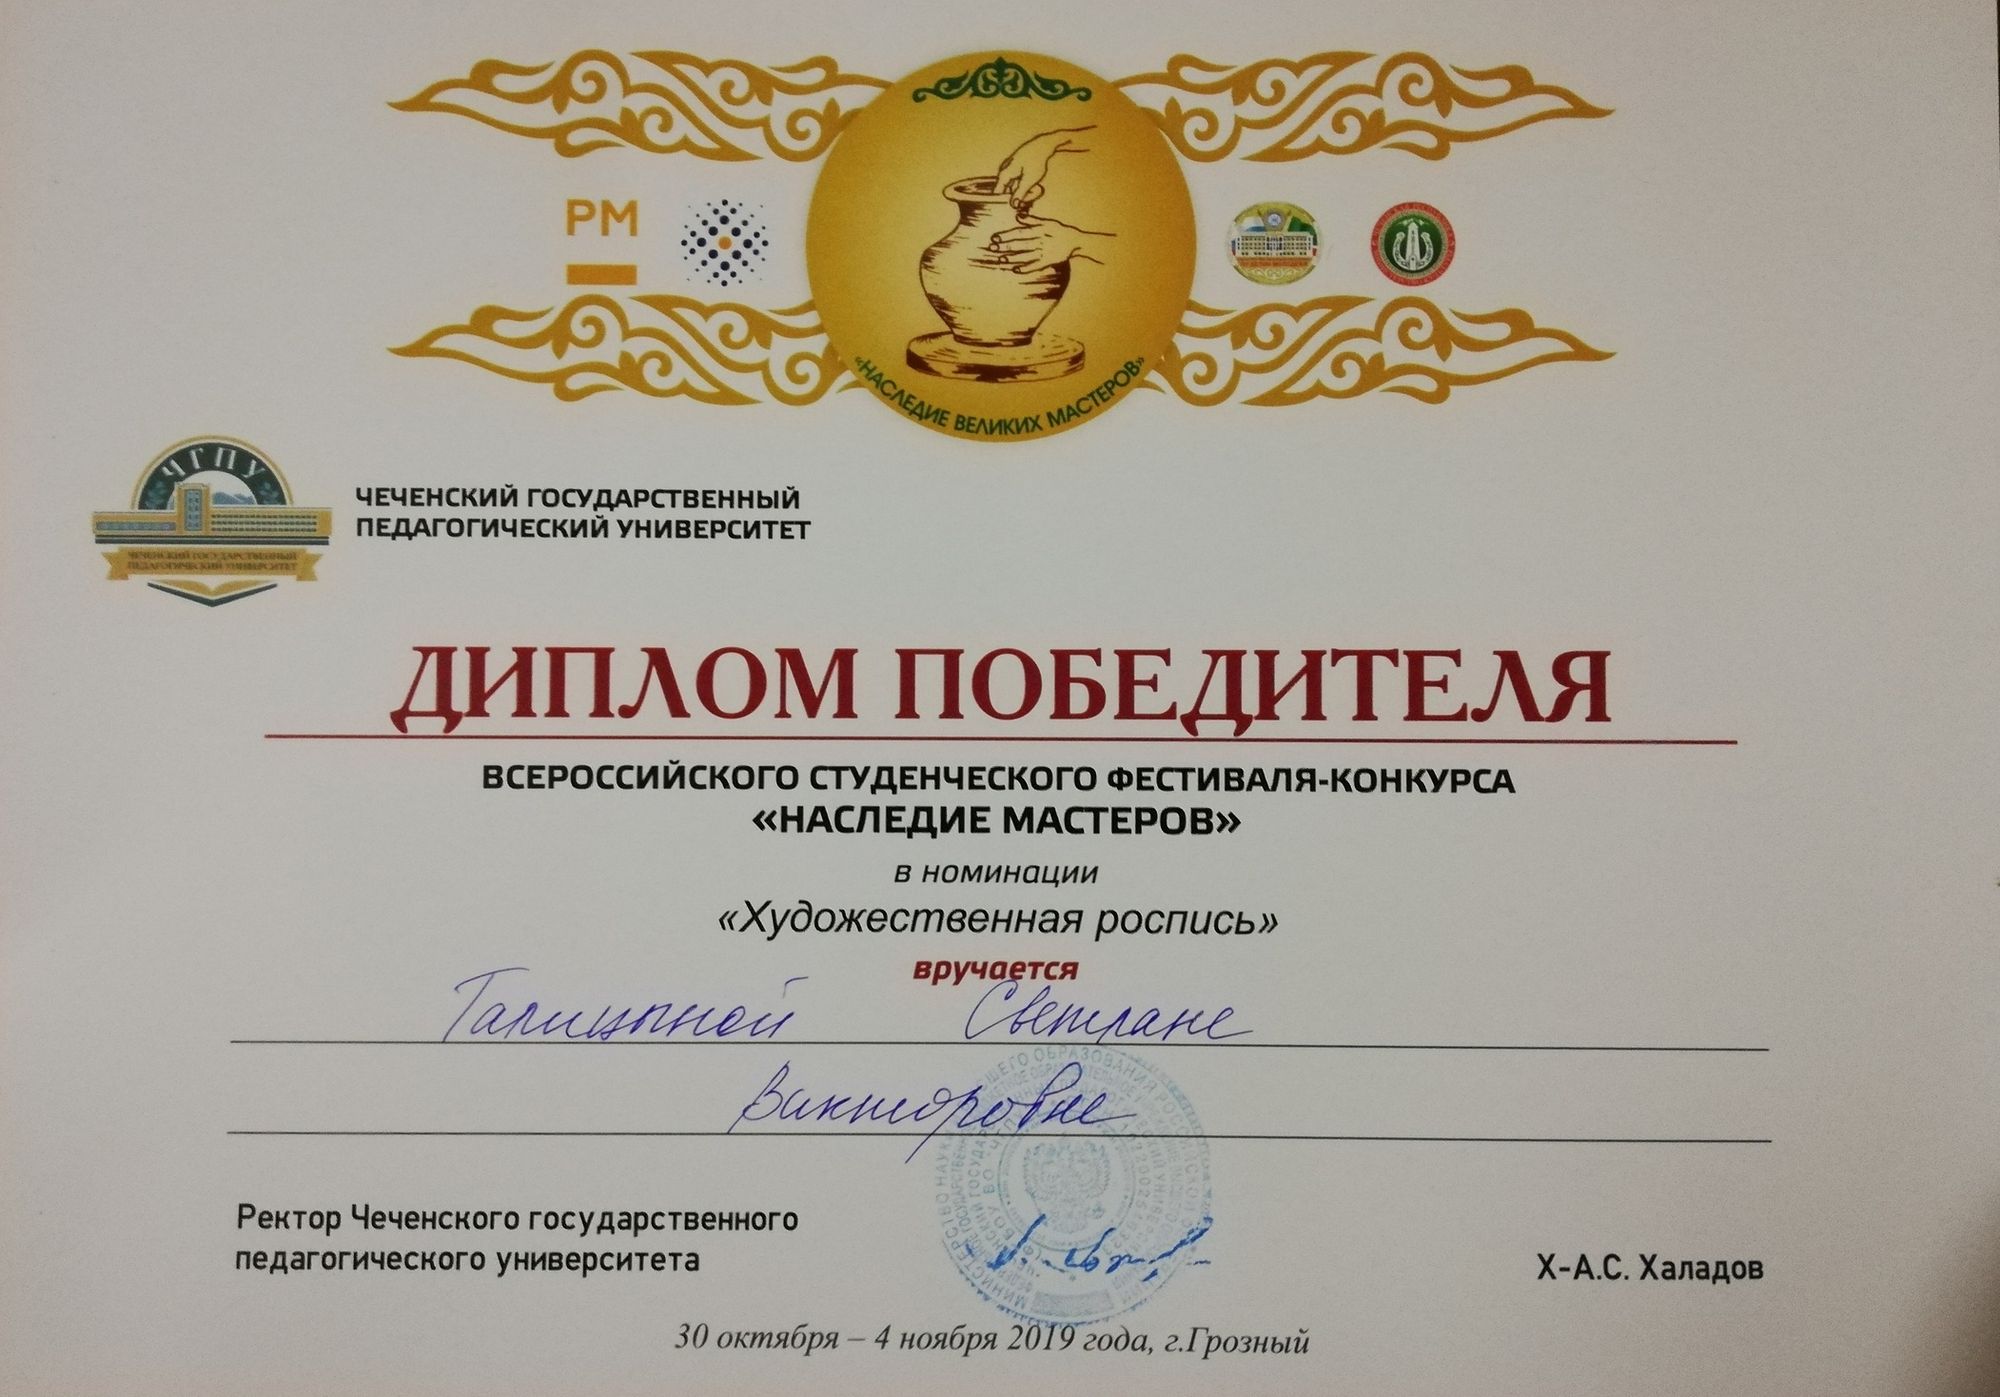 РМ
«НАСЛЕДИЕ ВЕЛИКИХ МАСТЕРОВ»
ЧГПУ
ЧЕЧЕНСКИЙ ГОСУДАРСТВЕННЫЙ
ПЕДАГОГИЧЕСКИЙ УНИВЕРСИТЕТ
ЧЕЧЕНСКИЙ ГОСУДАРСТВЕННЫЙ
ПЕДАГОГИЧЕСКИЙ УНИВЕРСИТЕТ
ДИПЛОМ ПОБЕДИТЕЛЯ
ВСЕРОССИЙСКОГО СТУДЕНЧЕСКОГО ФЕСТИВАЛЯ-КОНКУРСА
«НАСЛЕДИЕ МАСТЕРОВ»
в номинации
«Художественная роспись»
вручается
Галицыной Светлане
Викторовне
Ректор Чеченского государственного
педагогического университета
Х-А.С. Халадов
30 октября – 4 ноября 2019 года, г.Грозный